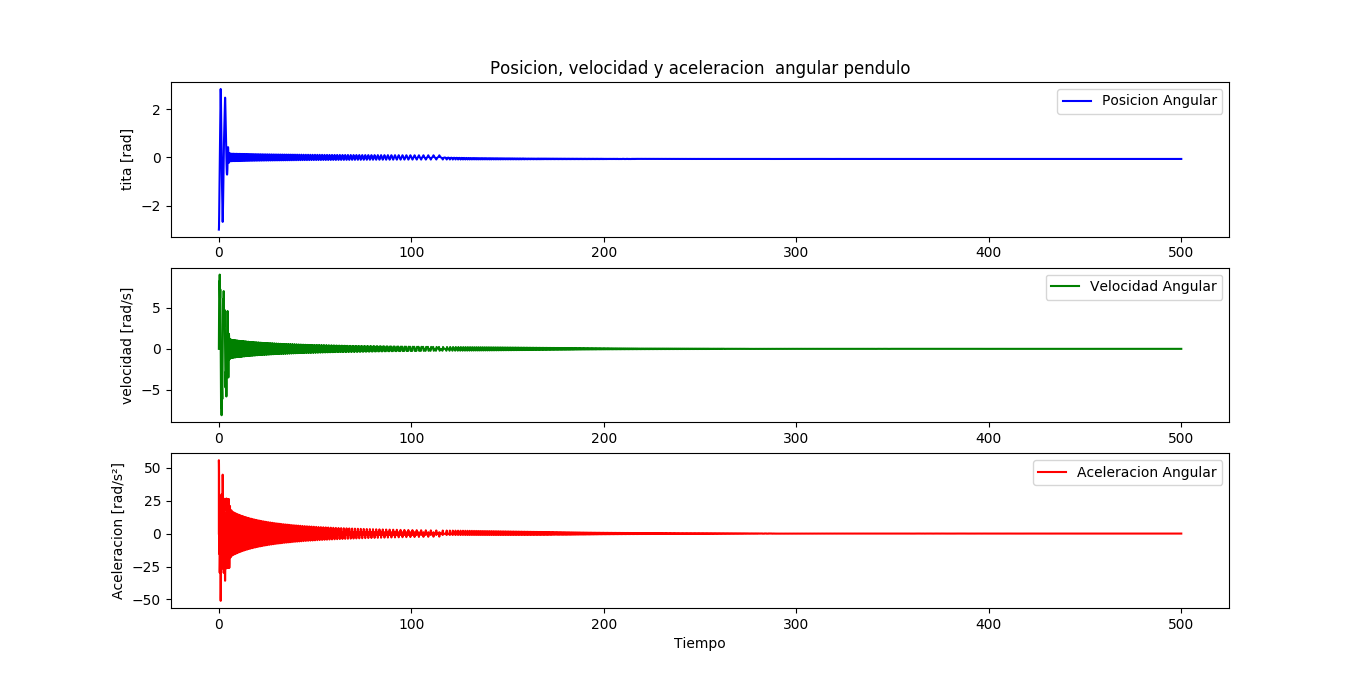 Posicion, velocidad y aceleracion  angular pendulo
Posicion Angular
tita [rad]
2
0
−2
0 100 200 300 400 500
Velocidad Angular
velocidad [rad/s]
5
0
−5
0 100 200 300 400 500
Aceleracion Angular
Aceleracion [rad/s²]
50
25
0
−25
−50
0 100 200 300 400 500
Tiempo